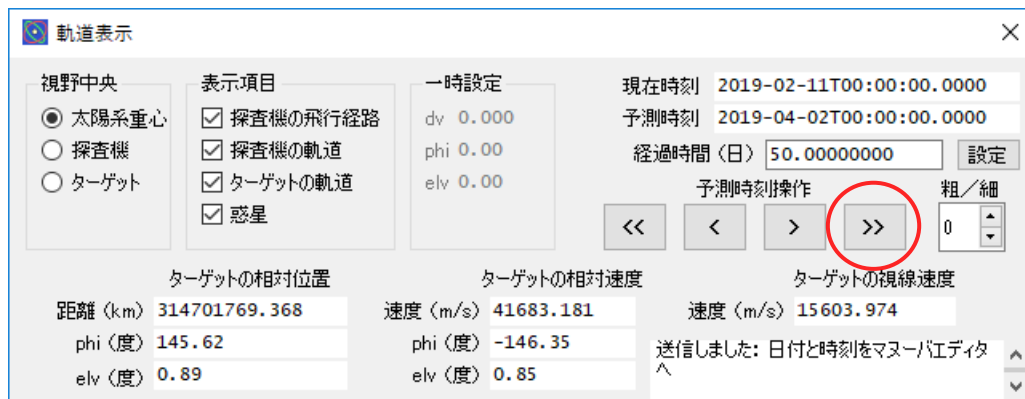 軌道表示
視野中央
太陽系重心
探査機
ターゲット
表示項目
探査機の飛行経路
探査機の軌道
ターゲットの軌道
惑星
一時設定
dv 0.000
phi 0.00
elv 0.00
現在時刻 2019-02-11T00:00:00.0000
予測時刻 2019-04-02T00:00:00.0000
経過時間（日） 50.00000000 設定
予測時刻操作 粗／細
<< < > >> 0
ターゲットの相対位置
距離（km） 314701769.368
phi（度） 145.62
elv（度） 0.89
ターゲットの相対速度
速度（m/s） 41683.181
phi（度） -146.35
elv（度） 0.85
ターゲットの視線速度
速度（m/s） 15603.974
送信しました: 日付と時刻をマヌーバエディタ
へ